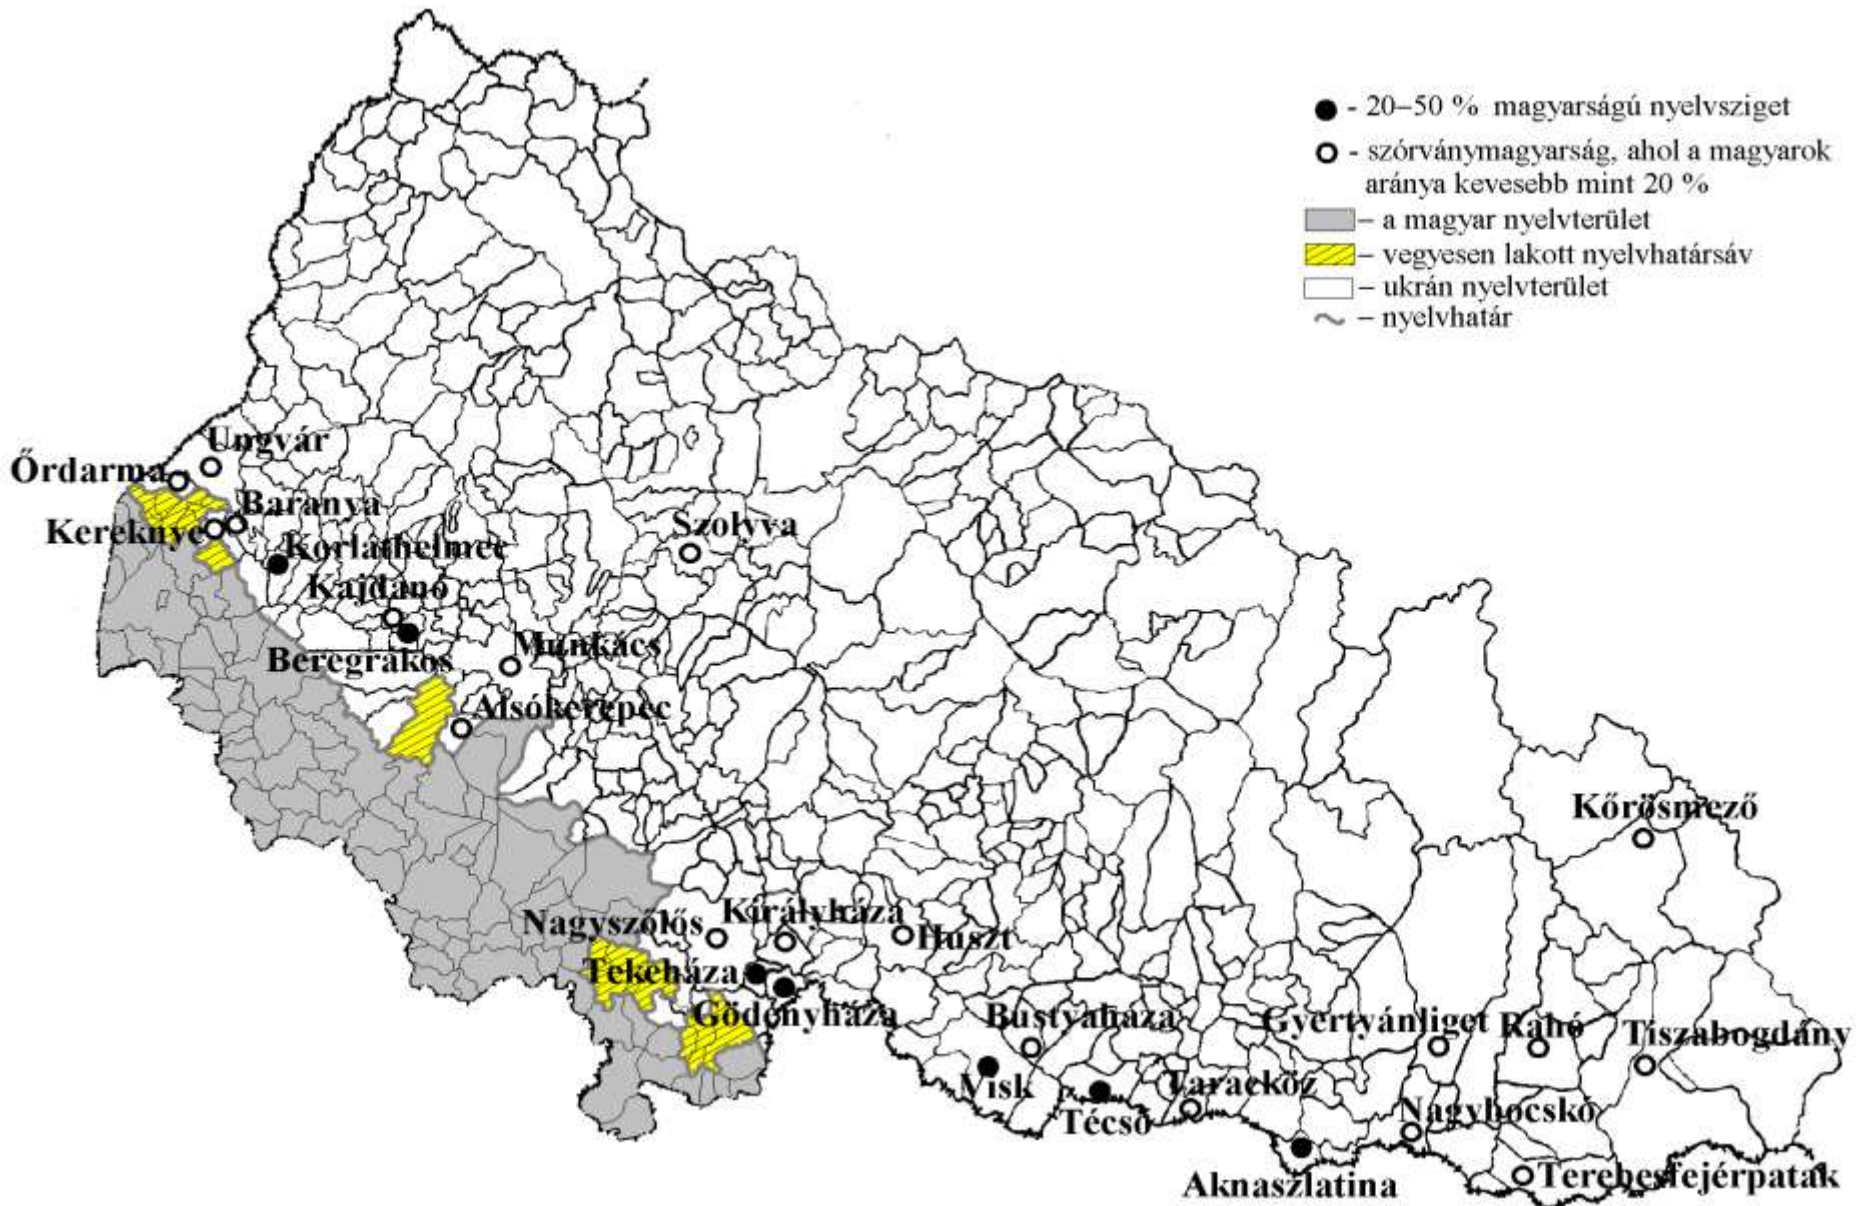 - 20–50 % magyarságú nyelvsziget
- szórványmagyarság, ahol a magyarok
aránya kevesebb mint 20 %
– a magyar nyelvterület
– vegyesen lakott nyelvhatársáv
– ukrán nyelvterület
– nyelvhatár
Ungvár
Őrdarma
Baranya
Kereknye
Szolyva
Korláthelmec
Kajdanó
Munkács
Beregrákos
Alsókerepec
Kőrösmező
Királyháza
Nagyszőlős
Huszt
Tekeháza
Gödényháza
Bustyaháza
Gyertyánliget
Rahó
Tiszabogdány
Visk
Taracköz
Técső
Nagybocskó
Terebesfejérpatak
Aknaszlatina